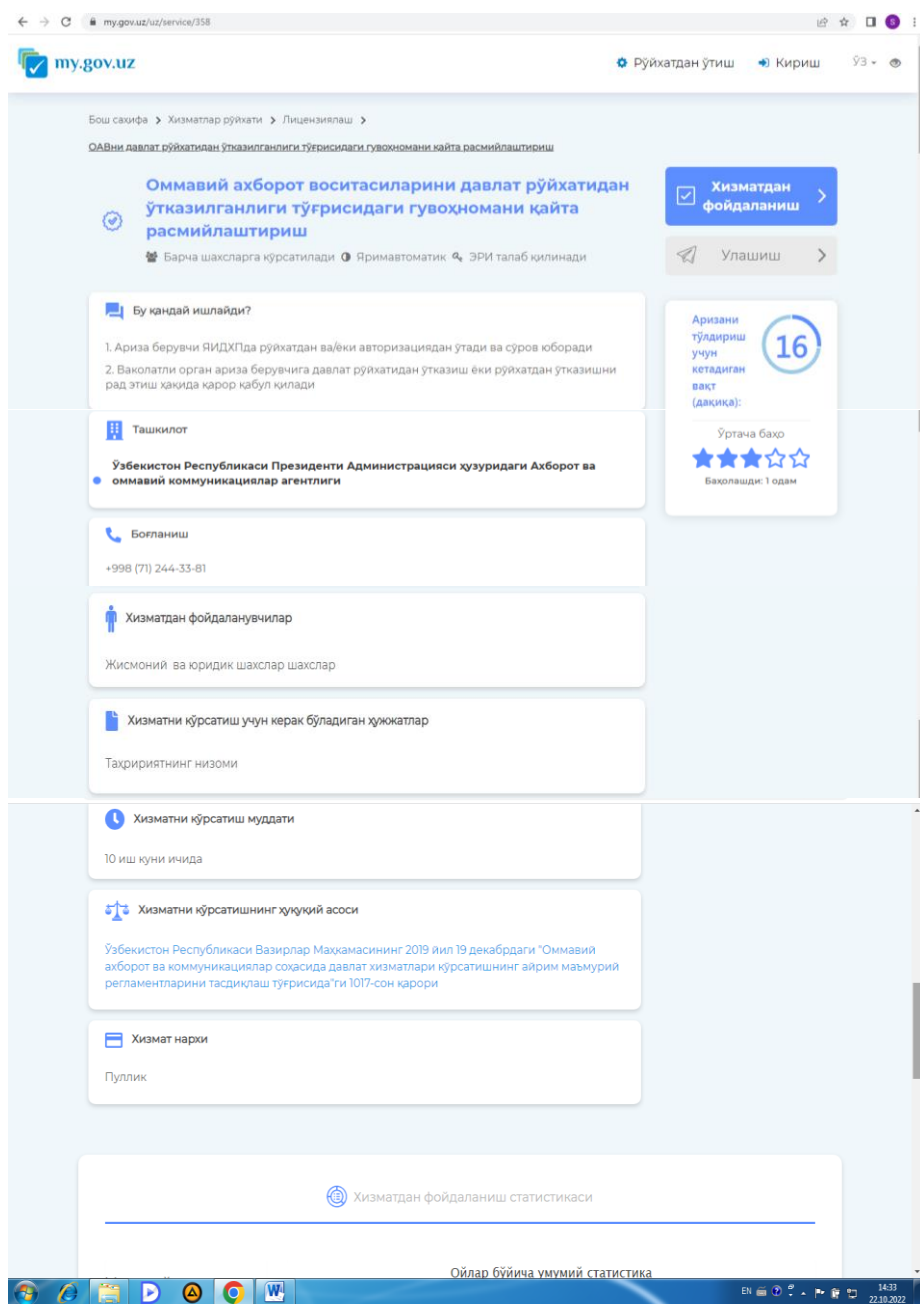 my.gov.uz/uz/service/358
S
my.gov.uz
Рўйхатдан ўтиш
Кириш
ЎЗ
Бош саҳифа > Хизматлар рўйхати > Лицензиялаш >
ОАВни давлат рўйхатидан ўтказилганлиги тўғрисидаги гувоҳномани қайта расмийлаштириш
Оммавий ахборот воситасиларини давлат рўйхатидан
ўтказилганлиги тўғрисидаги гувоҳномани қайта
расмийлаштириш
Барча шахсларга кўрсатилади Яримавтоматик ЭРИ талаб қилинади
Хизматдан
фойдаланиш
Улашиш
Бу қандай ишлайди?
1. Ариза берувчи ЯИДХПда рўйхатдан ва/ёки авторизациядан ўтади ва сўров юборади
2. Ваколатли орган ариза берувчига давлат рўйхатидан ўтказиш ёки рўйхатдан ўтказишни
рад этиш ҳақида қарор қабул қилади
Аризани
тўлдириш
учун
кетадиган
вақт
(дақиқа):
16
Ўртача баҳо
Баҳолашди: 1 одам
Ташкилот
Ўзбекистон Республикаси Президенти Администрацияси ҳузуридаги Ахборот ва
оммавий коммуникациялар агентлиги
Боғланиш
+998 (71) 244-33-81
Хизматдан фойдаланувчилар
Жисмоний ва юридик шахслар шахслар
Хизматни кўрсатиш учун керак бўладиган ҳужжатлар
Таҳририятнинг низоми
Хизматни кўрсатиш муддати
10 иш куни ичида
Хизматни кўрсатишнинг ҳуқуқий асоси
Ўзбекистон Республикаси Вазирлар Маҳкамасининг 2019 йил 19 декабрдаги "Оммавий
ахборот ва коммуникациялар соҳасида давлат хизматлари кўрсатишнинг айрим маъмурий
регламентларини тасдиқлаш тўғрисида"ги 1017-сон қарори
Хизмат нархи
Пуллик
Хизматдан фойдаланиш статистикаси
Ойлар бўйича умумий статистика
EN
14:33
22.10.2022